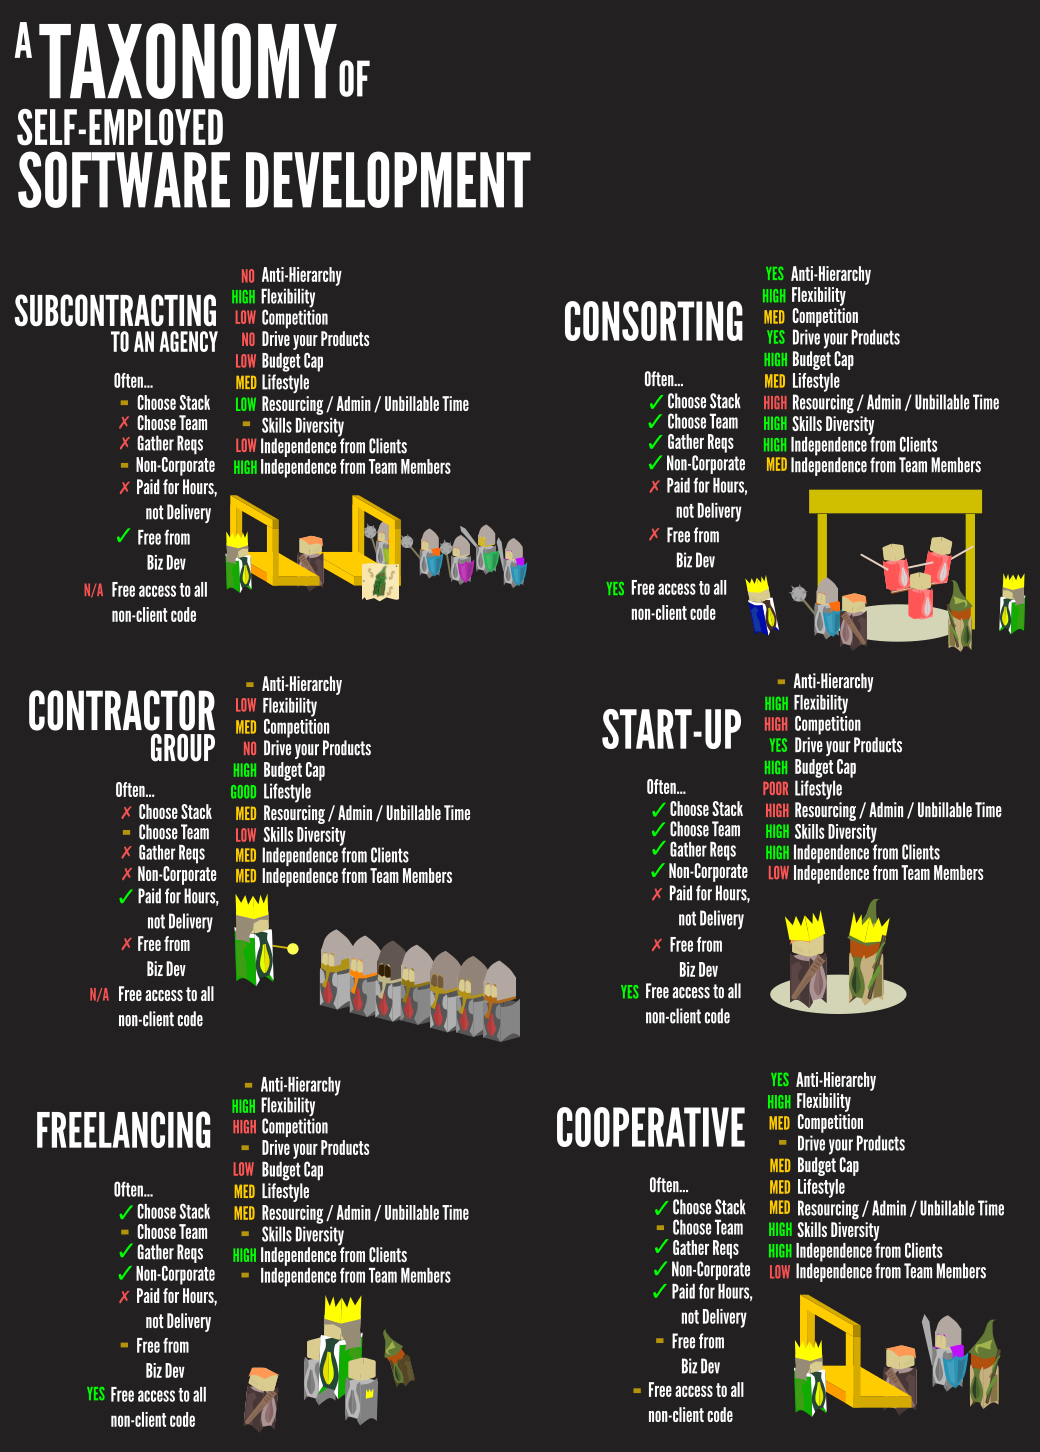 A TAXONOMY OF
SELF-EMPLOYED
SOFTWARE DEVELOPMENT
SUBCONTRACTING
TO AN AGENCY
NO Anti-Hierarchy
HIGH Flexibility
LOW Competition
NO Drive your Products
LOW Budget Cap
MED Lifestyle
LOW Resourcing / Admin / Unbillable Time
- Skills Diversity
LOW Independence from Clients
HIGH Independence from Team Members
Often...
- Choose Stack
✗ Choose Team
✗ Gather Reqs
- Non-Corporate
✗ Paid for Hours,
not Delivery
✓ Free from
Biz Dev
N/A Free access to all
non-client code
CONSORTING
YES Anti-Hierarchy
HIGH Flexibility
MED Competition
YES Drive your Products
HIGH Budget Cap
MED Lifestyle
HIGH Resourcing / Admin / Unbillable Time
HIGH Skills Diversity
HIGH Independence from Clients
MED Independence from Team Members
Often...
✓ Choose Stack
✓ Choose Team
✓ Gather Reqs
✓ Non-Corporate
✗ Paid for Hours,
not Delivery
✗ Free from
Biz Dev
YES Free access to all
non-client code
CONTRACTOR
GROUP
- Anti-Hierarchy
LOW Flexibility
MED Competition
NO Drive your Products
HIGH Budget Cap
GOOD Lifestyle
MED Resourcing / Admin / Unbillable Time
LOW Skills Diversity
MED Independence from Clients
MED Independence from Team Members
Often...
✗ Choose Stack
- Choose Team
✗ Gather Reqs
✗ Non-Corporate
✓ Paid for Hours,
not Delivery
✗ Free from
Biz Dev
N/A Free access to all
non-client code
START-UP
- Anti-Hierarchy
HIGH Flexibility
HIGH Competition
YES Drive your Products
HIGH Budget Cap
POOR Lifestyle
HIGH Resourcing / Admin / Unbillable Time
HIGH Skills Diversity
HIGH Independence from Clients
LOW Independence from Team Members
Often...
✓ Choose Stack
✓ Choose Team
✓ Gather Reqs
✓ Non-Corporate
✗ Paid for Hours,
not Delivery
✗ Free from
Biz Dev
YES Free access to all
non-client code
FREELANCING
- Anti-Hierarchy
HIGH Flexibility
HIGH Competition
- Drive your Products
LOW Budget Cap
MED Lifestyle
MED Resourcing / Admin / Unbillable Time
- Skills Diversity
HIGH Independence from Clients
- Independence from Team Members
Often...
✓ Choose Stack
- Choose Team
✓ Gather Reqs
✓ Non-Corporate
✗ Paid for Hours,
not Delivery
- Free from
Biz Dev
YES Free access to all
non-client code
COOPERATIVE
YES Anti-Hierarchy
HIGH Flexibility
MED Competition
- Drive your Products
MED Budget Cap
MED Lifestyle
MED Resourcing / Admin / Unbillable Time
HIGH Skills Diversity
HIGH Independence from Clients
LOW Independence from Team Members
Often...
✓ Choose Stack
- Choose Team
✓ Gather Reqs
✓ Non-Corporate
✓ Paid for Hours,
not Delivery
- Free from
Biz Dev
- Free access to all
non-client code